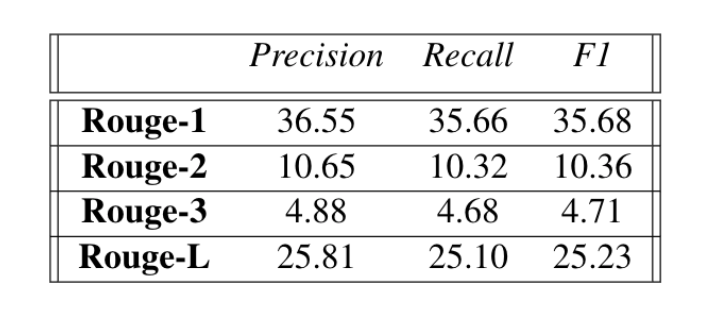 Precision Recall F1
Rouge-1 36.55 35.66 35.68
Rouge-2 10.65 10.32 10.36
Rouge-3 4.88 4.68 4.71
Rouge-L 25.81 25.10 25.23